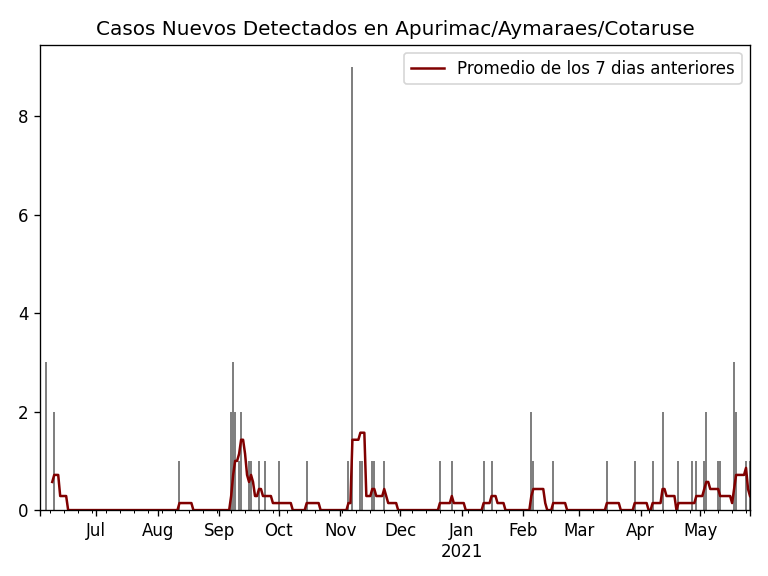 Casos Nuevos Detectados en Apurimac/Aymaraes/Cotaruse
Promedio de los 7 dias anteriores
8
6
4
2
0
Jul Aug Sep Oct Nov Dec Jan Feb Mar Apr May
2021